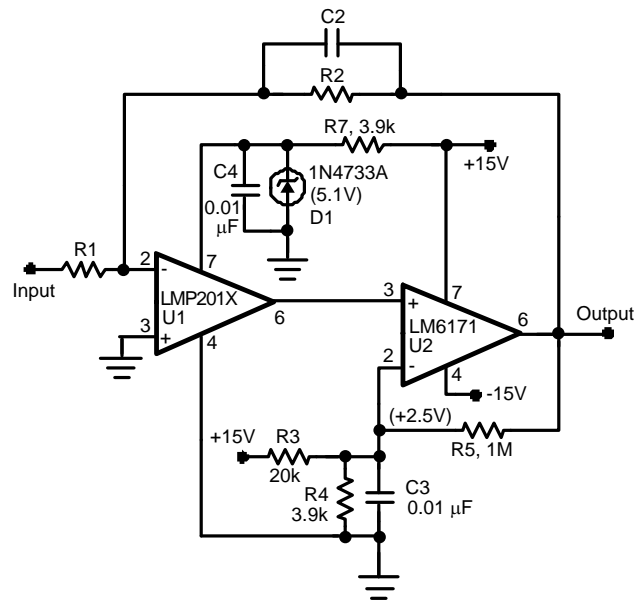 C2
R2
R7, 3.9k
+15V
C4
0.01
µF
1N4733A
(5.1V)
D1
R1
Input
2
-
7
LMP201X
U1
3
+
4
6
3
+
7
LM6171
U2
2
-
4
6
Output
-15V
(+2.5V)
R5, 1M
+15V
R3
20k
R4
3.9k
C3
0.01 µF